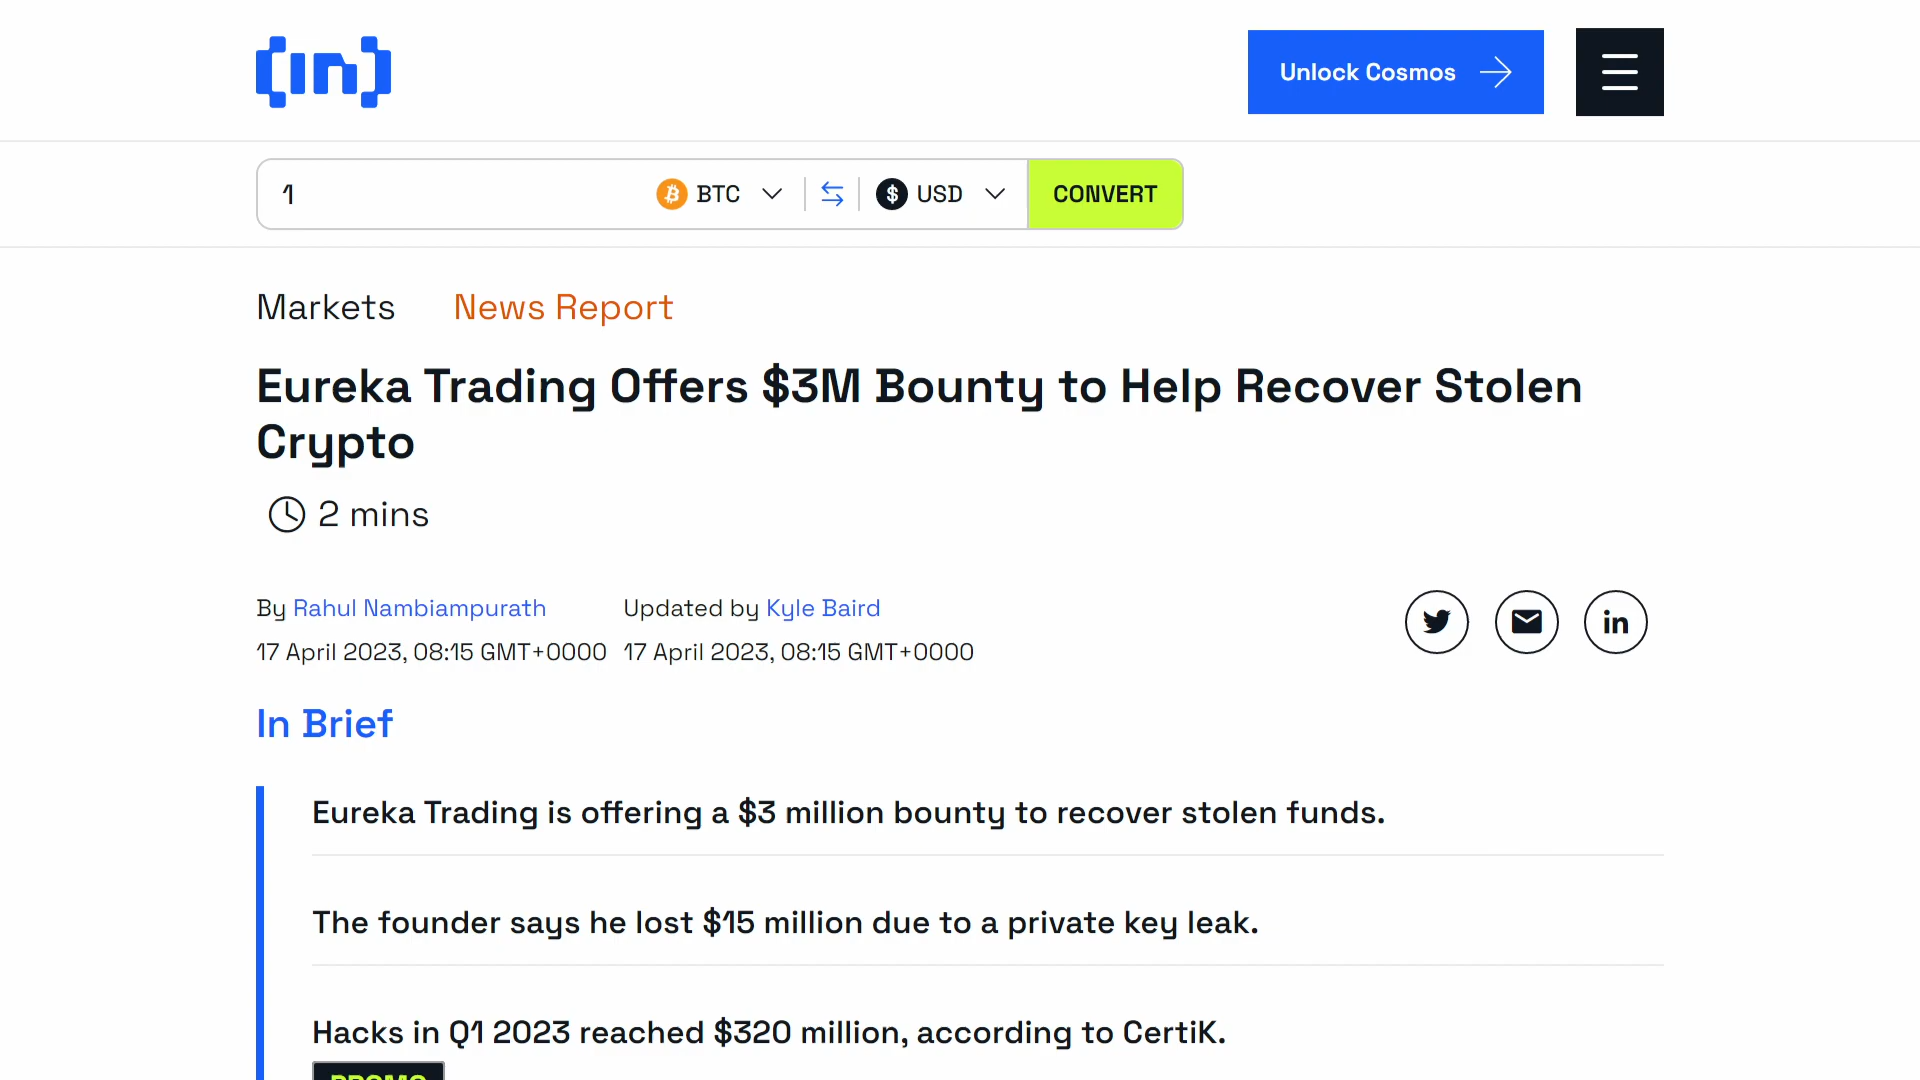 [in]
Unlock Cosmos
1
BTC
$ USD
CONVERT
Markets News Report
Eureka Trading Offers $3M Bounty to Help Recover Stolen
Crypto
2 mins
By Rahul Nambiampurath Updated by Kyle Baird
17 April 2023, 08:15 GMT+0000 17 April 2023, 08:15 GMT+0000
in
In Brief
Eureka Trading is offering a $3 million bounty to recover stolen funds.
The founder says he lost $15 million due to a private key leak.
Hacks in Q1 2023 reached $320 million, according to CertiK.
PROMO